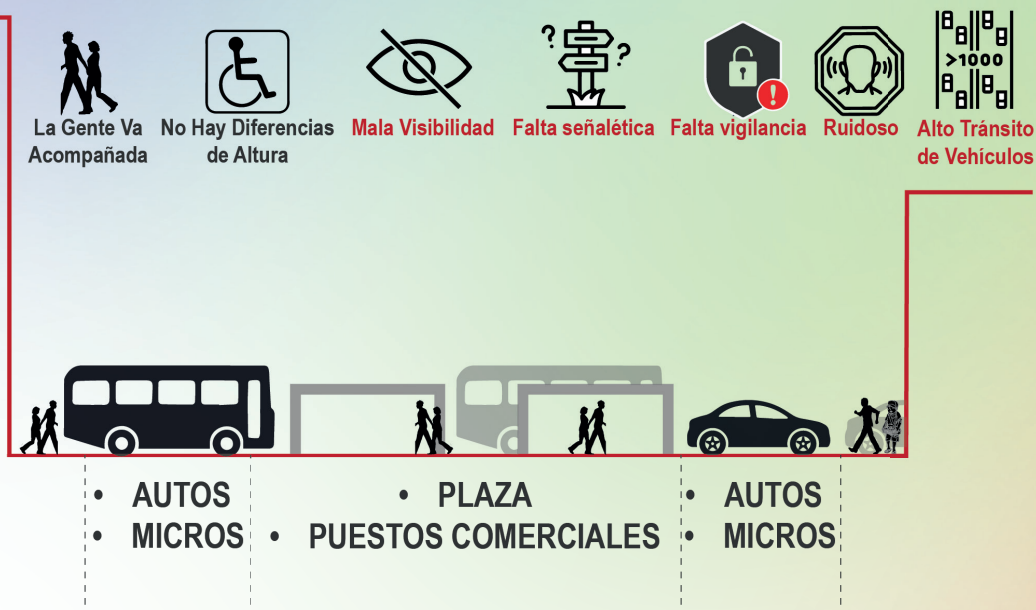 La Gente Va
Acompañada
No Hay Diferencias
de Altura
Mala Visibilidad
? ?
Falta señalética
!
Falta vigilancia
Ruidoso
>1000
Alto Tránsito
de Vehículos
• AUTOS
• MICROS
• PLAZA
• PUESTOS COMERCIALES
• AUTOS
• MICROS